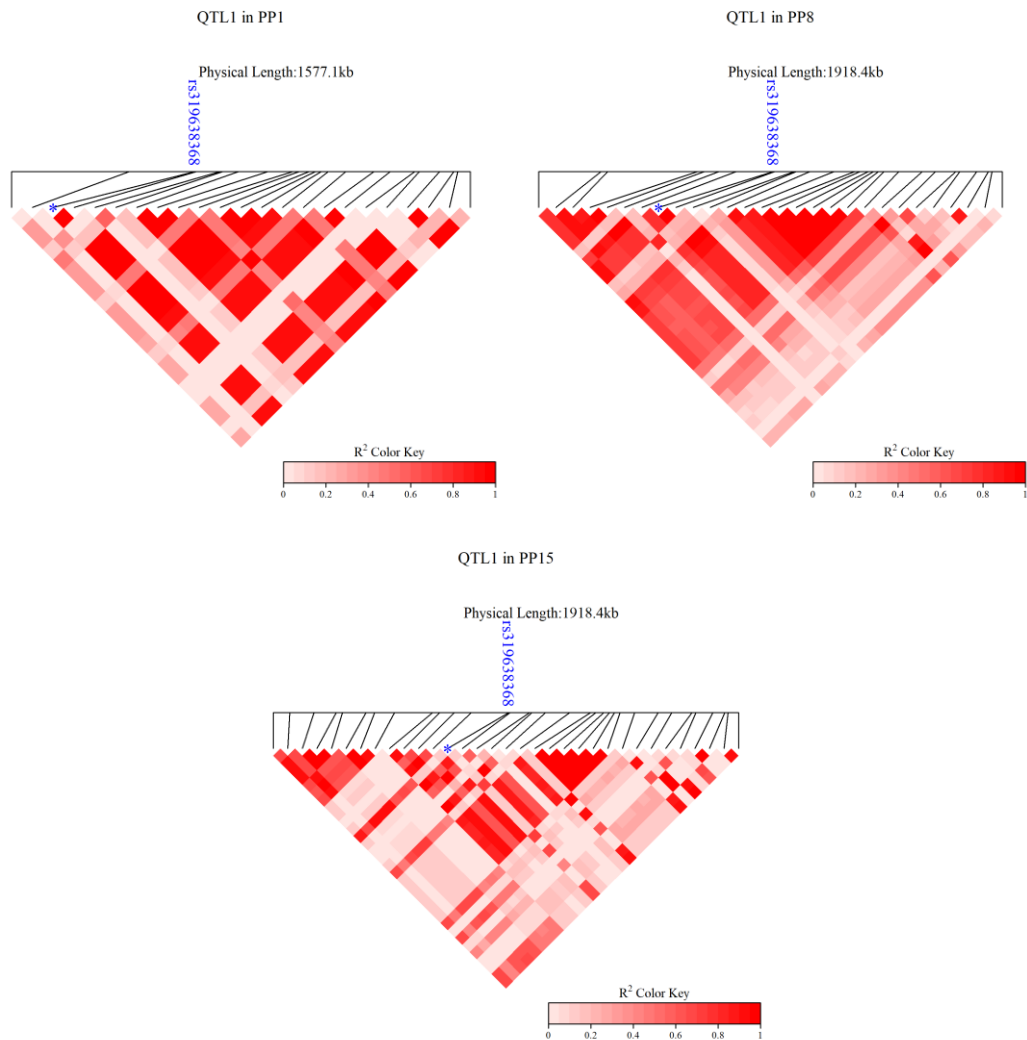 QTL1 in PP1
Physical Length:1577.1kb
rs319638368
*
R² Color Key
0 0.2 0.4 0.6 0.8 1
QTL1 in PP8
Physical Length:1918.4kb
rs319638368
*
R² Color Key
0 0.2 0.4 0.6 0.8 1
QTL1 in PP15
Physical Length:1918.4kb
rs319638368
*
R² Color Key
0 0.2 0.4 0.6 0.8 1